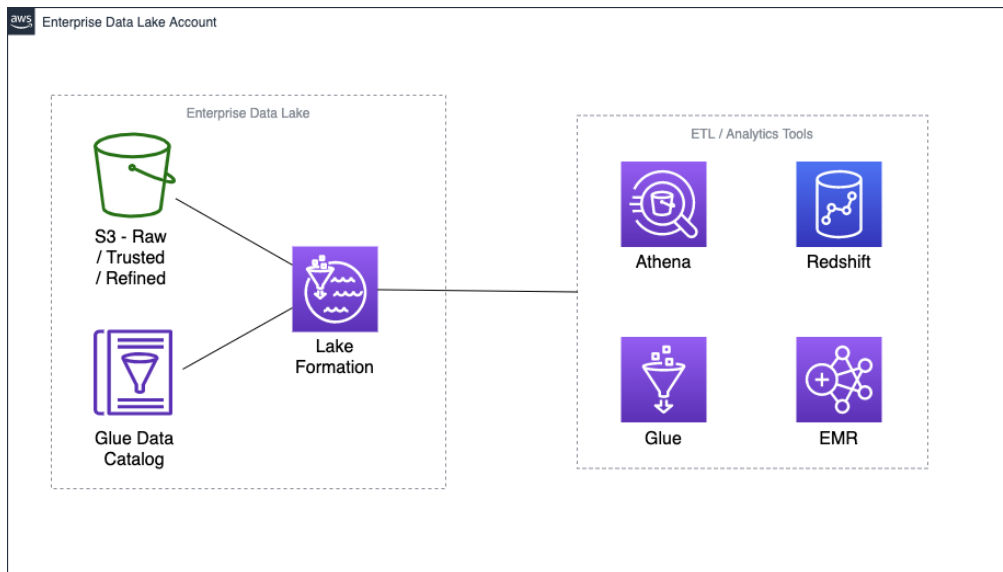 aws
Enterprise Data Lake Account
Enterprise Data Lake
S3 - Raw
/ Trusted
/ Refined
Glue Data
Catalog
Lake
Formation
ETL / Analytics Tools
Athena
Redshift
Glue
EMR